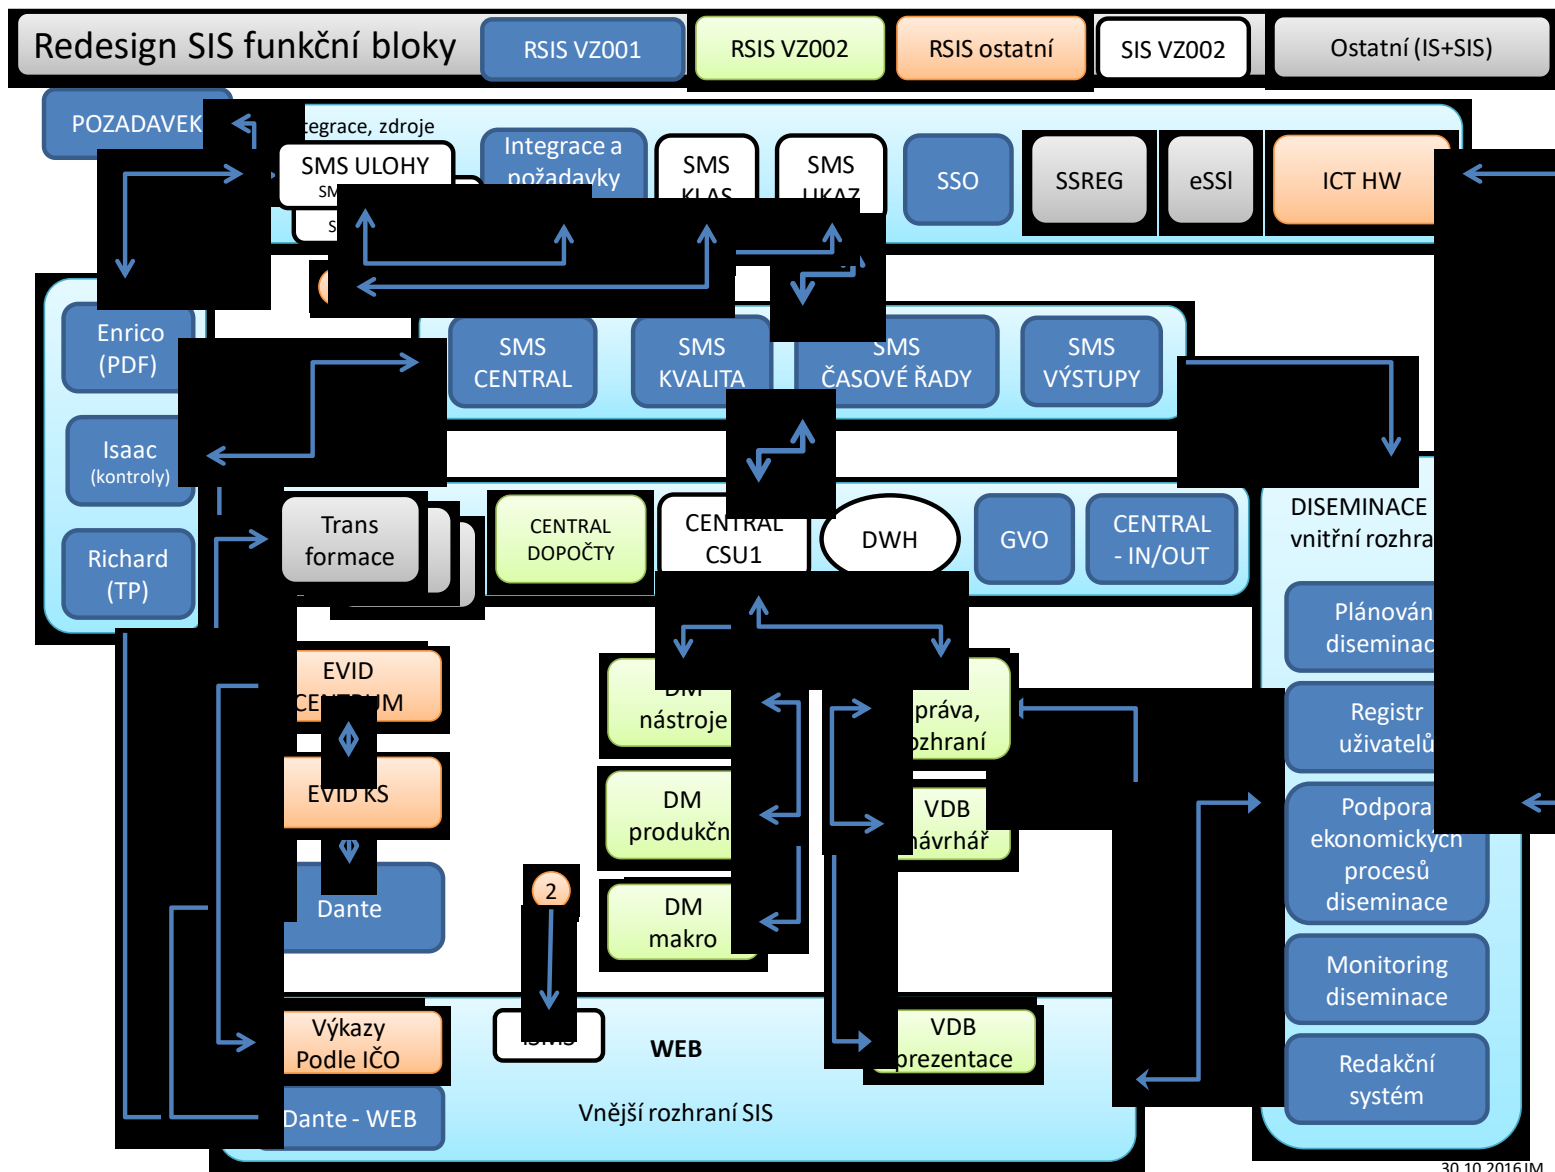 Redesign SIS funkční bloky
RSIS VZ001
RSIS VZ002
RSIS ostatní
SIS VZ002
Ostatní (IS+SIS)
POZADAVEK
tegrace, zdroje
SMS ULOHY
Integrace a
požadavky
SMS
KLAS
SMS
UKAZ
SSO
SSREG
eSSl
ICT HW
Enrico
(PDF)
Isaac
(kontroly)
Richard
(TP)
SMS
CENTRAL
SMS
KVALITA
SMS
ČASOVÉ ŘADY
SMS
VÝSTUPY
Trans
formace
CENTRAL
DOPOČTY
CENTRAL
CSU1
DWH
GVO
CENTRAL
- IN/OUT
DISEMINACE
vnitřní rozhra
Plánován
diseminac
Registr
uživatelů
Podpora
ekonomických
procesů
diseminace
Monitoring
diseminace
Redakční
systém
EVID
CENTRUM
EVID KS
Dante
DM
nástroje
DM
produkčn
DM
makro
práva,
ozhraní
VDB
návrhář
2
Výkazy
Podle IČO
Dante - WEB
WEB
Vnější rozhraní SIS
VDB
prezentace
30.10.2016JM